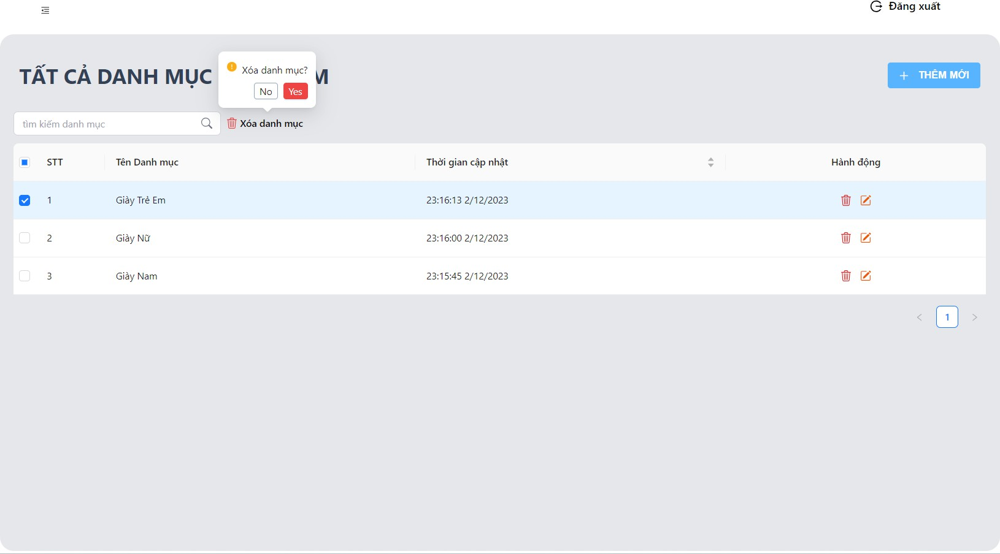 Đăng xuất
TẤT CẢ DANH MỤC M
Xóa danh mục?
No Yes
THÊM MỚI
tìm kiếm danh mục
Xóa danh mục
STT Tên Danh mục Thời gian cập nhật Hành động
1 Giày Trẻ Em 23:16:13 2/12/2023
2 Giày Nữ 23:16:00 2/12/2023
3 Giày Nam 23:15:45 2/12/2023
1